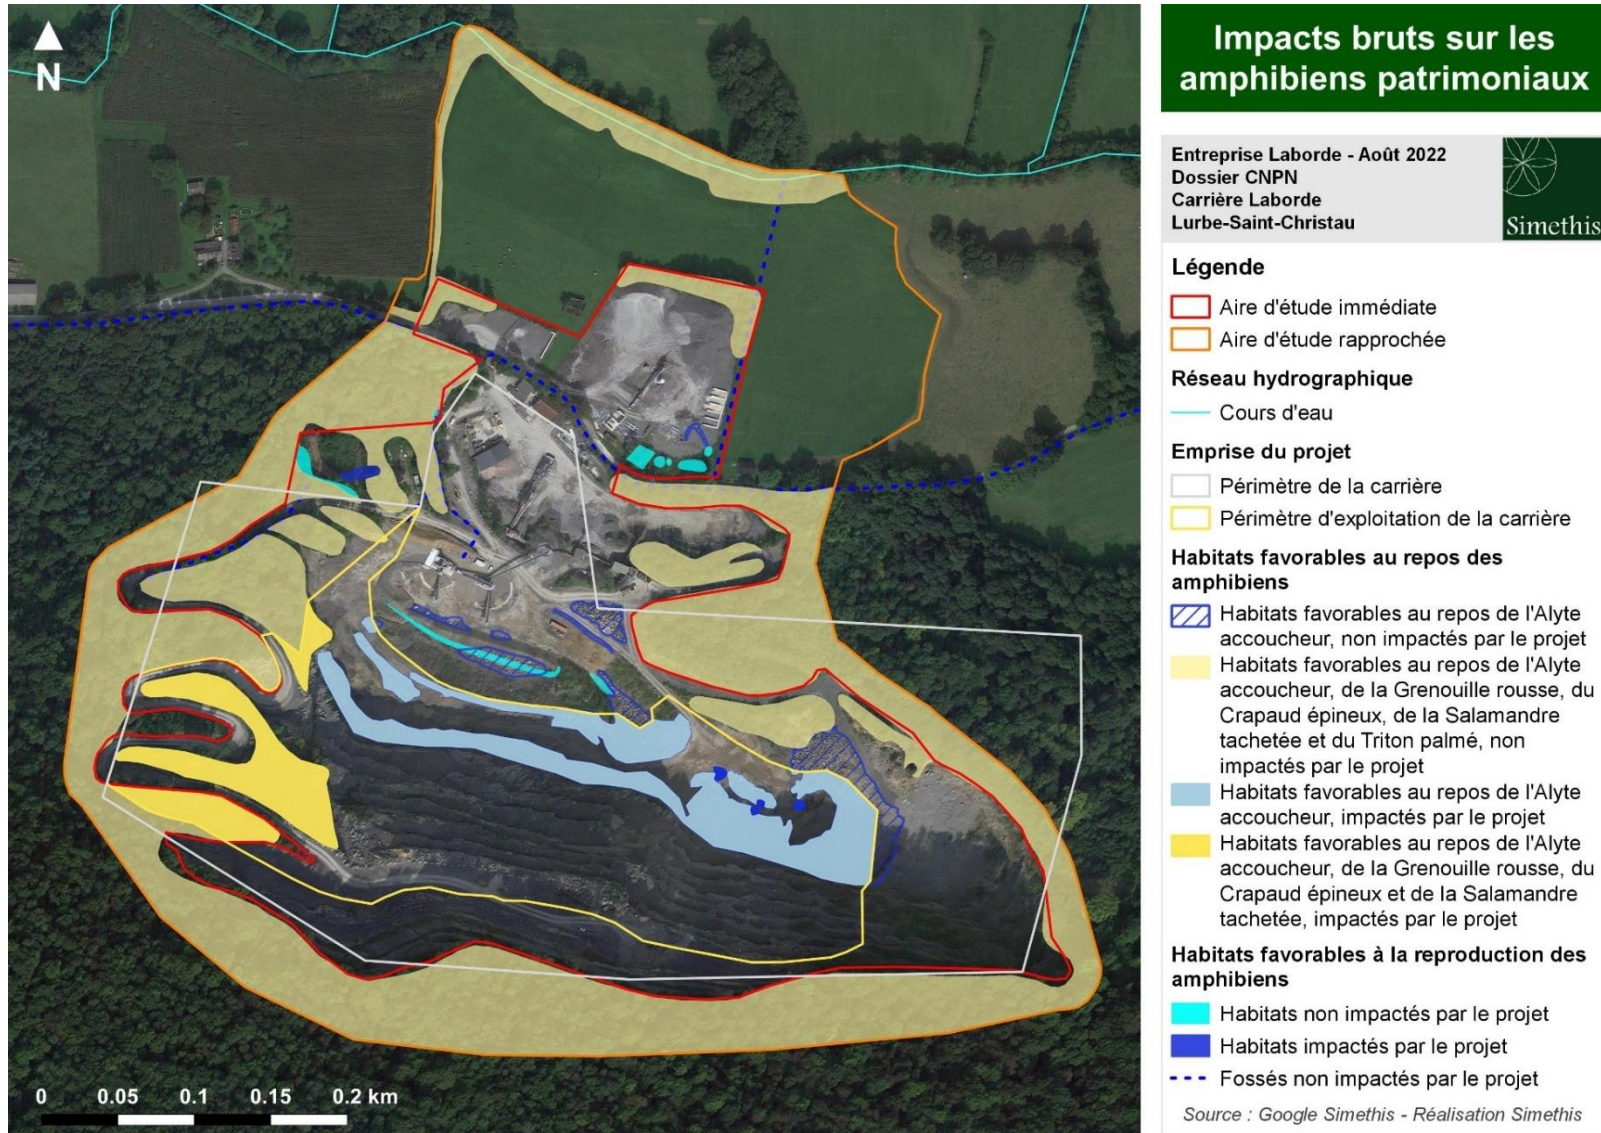 N
0 0.05 0.1 0.15 0.2 km
Impacts bruts sur les
amphibiens patrimoniaux
Entreprise Laborde - Août 2022
Dossier CNPN
Carrière Laborde
Lurbe-Saint-Christau
Simethis
Légende
Aire d'étude immédiate
Aire d'étude rapprochée
Réseau hydrographique
Cours d'eau
Emprise du projet
Périmètre de la carrière
Périmètre d'exploitation de la carrière
Habitats favorables au repos des
amphibiens
Habitats favorables au repos de l'Alyte
accoucheur, non impactés par le projet
Habitats favorables au repos de l'Alyte
accoucheur, de la Grenouille rousse, du
Crapaud épineux, de la Salamandre
tachetée et du Triton palmé, non
impactés par le projet
Habitats favorables au repos de l'Alyte
accoucheur, impactés par le projet
Habitats favorables au repos de l'Alyte
accoucheur, de la Grenouille rousse, du
Crapaud épineux et de la Salamandre
tachetée, impactés par le projet
Habitats favorables à la reproduction des
amphibiens
Habitats non impactés par le projet
Habitats impactés par le projet
Fossés non impactés par le projet
Source : Google Simethis - Réalisation Simethis